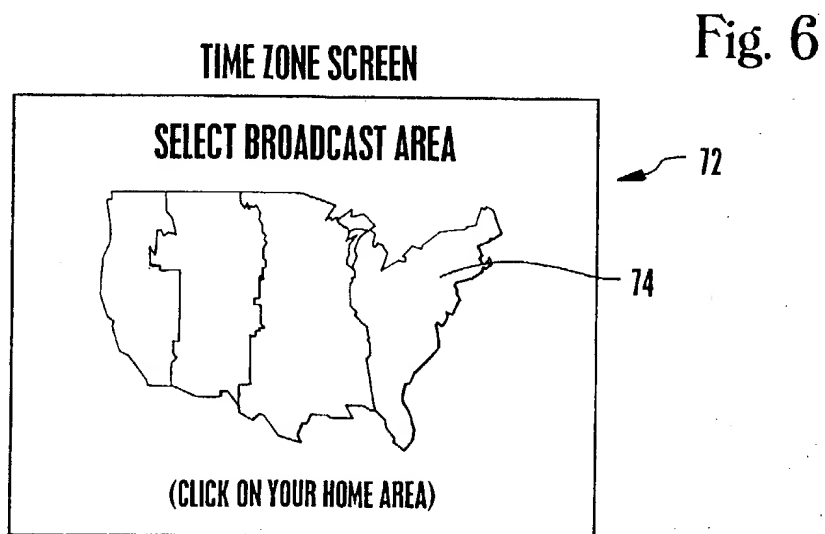 Fig. 6
TIME ZONE SCREEN
SELECT BROADCAST AREA
72
74
(CLICK ON YOUR HOME AREA)